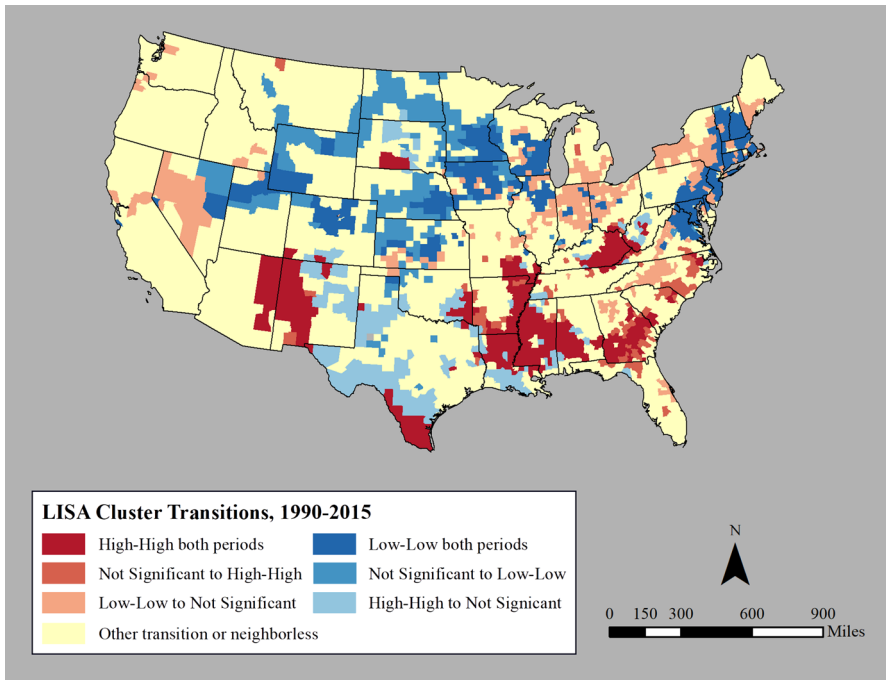 LISA Cluster Transitions, 1990-2015
High-High both periods
Low-Low both periods
Not Significant to High-High
Not Significant to Low-Low
Low-Low to Not Significant
High-High to Not Signicant
Other transition or neighborless
N
0 150 300 600 900
Miles